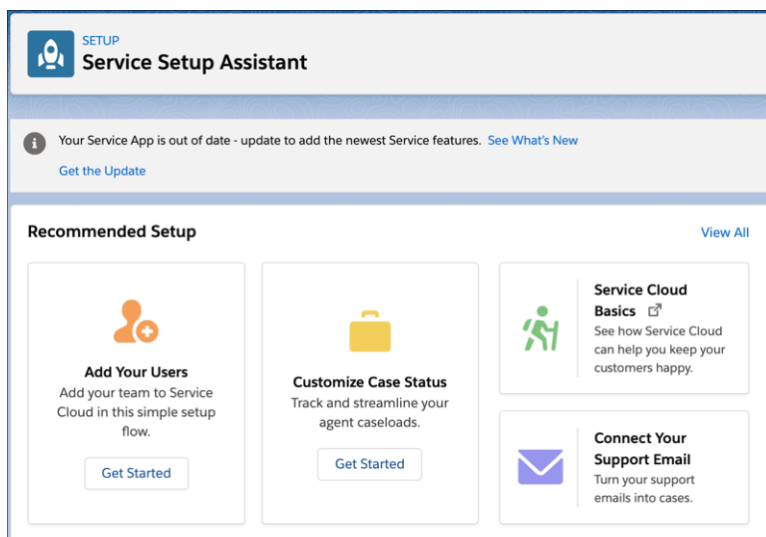 SETUP
Service Setup Assistant
Your Service App is out of date - update to add the newest Service features. See What's New
Get the Update
Recommended Setup
View All
Add Your Users
Add your team to Service
Cloud in this simple setup
flow.
Get Started
Customize Case Status
Track and streamline your
agent caseloads.
Get Started
Service Cloud
Basics
See how Service Cloud
can help you keep your
customers happy.
Connect Your
Support Email
Turn your support
emails into cases.